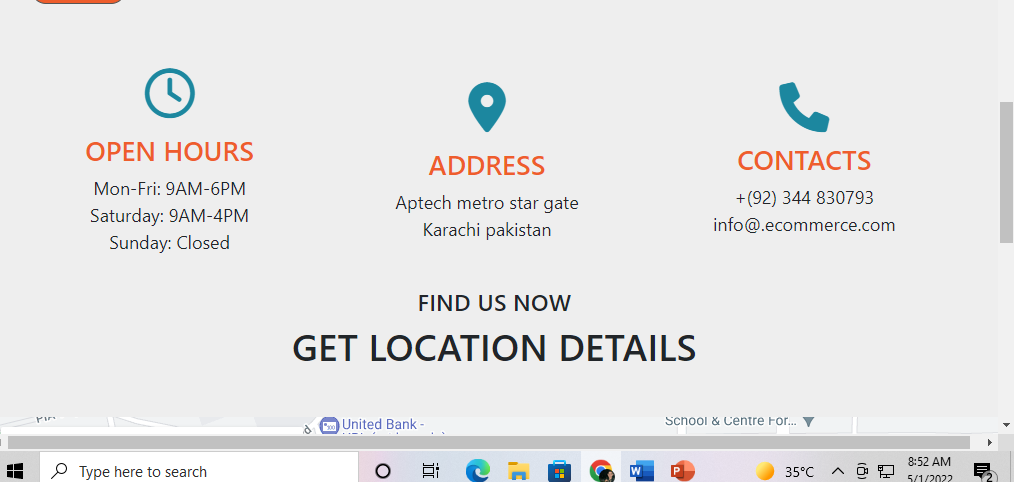 OPEN HOURS
Mon-Fri: 9AM-6PM
Saturday: 9AM-4PM
Sunday: Closed
ADDRESS
Aptech metro star gate
Karachi pakistan
CONTACTS
+(92) 344 830793
info@.ecommerce.com
FIND US NOW
GET LOCATION DETAILS
United Bank -
School & Centre For...
Type here to search
35°C
8:52 AM
5/1/2022
2